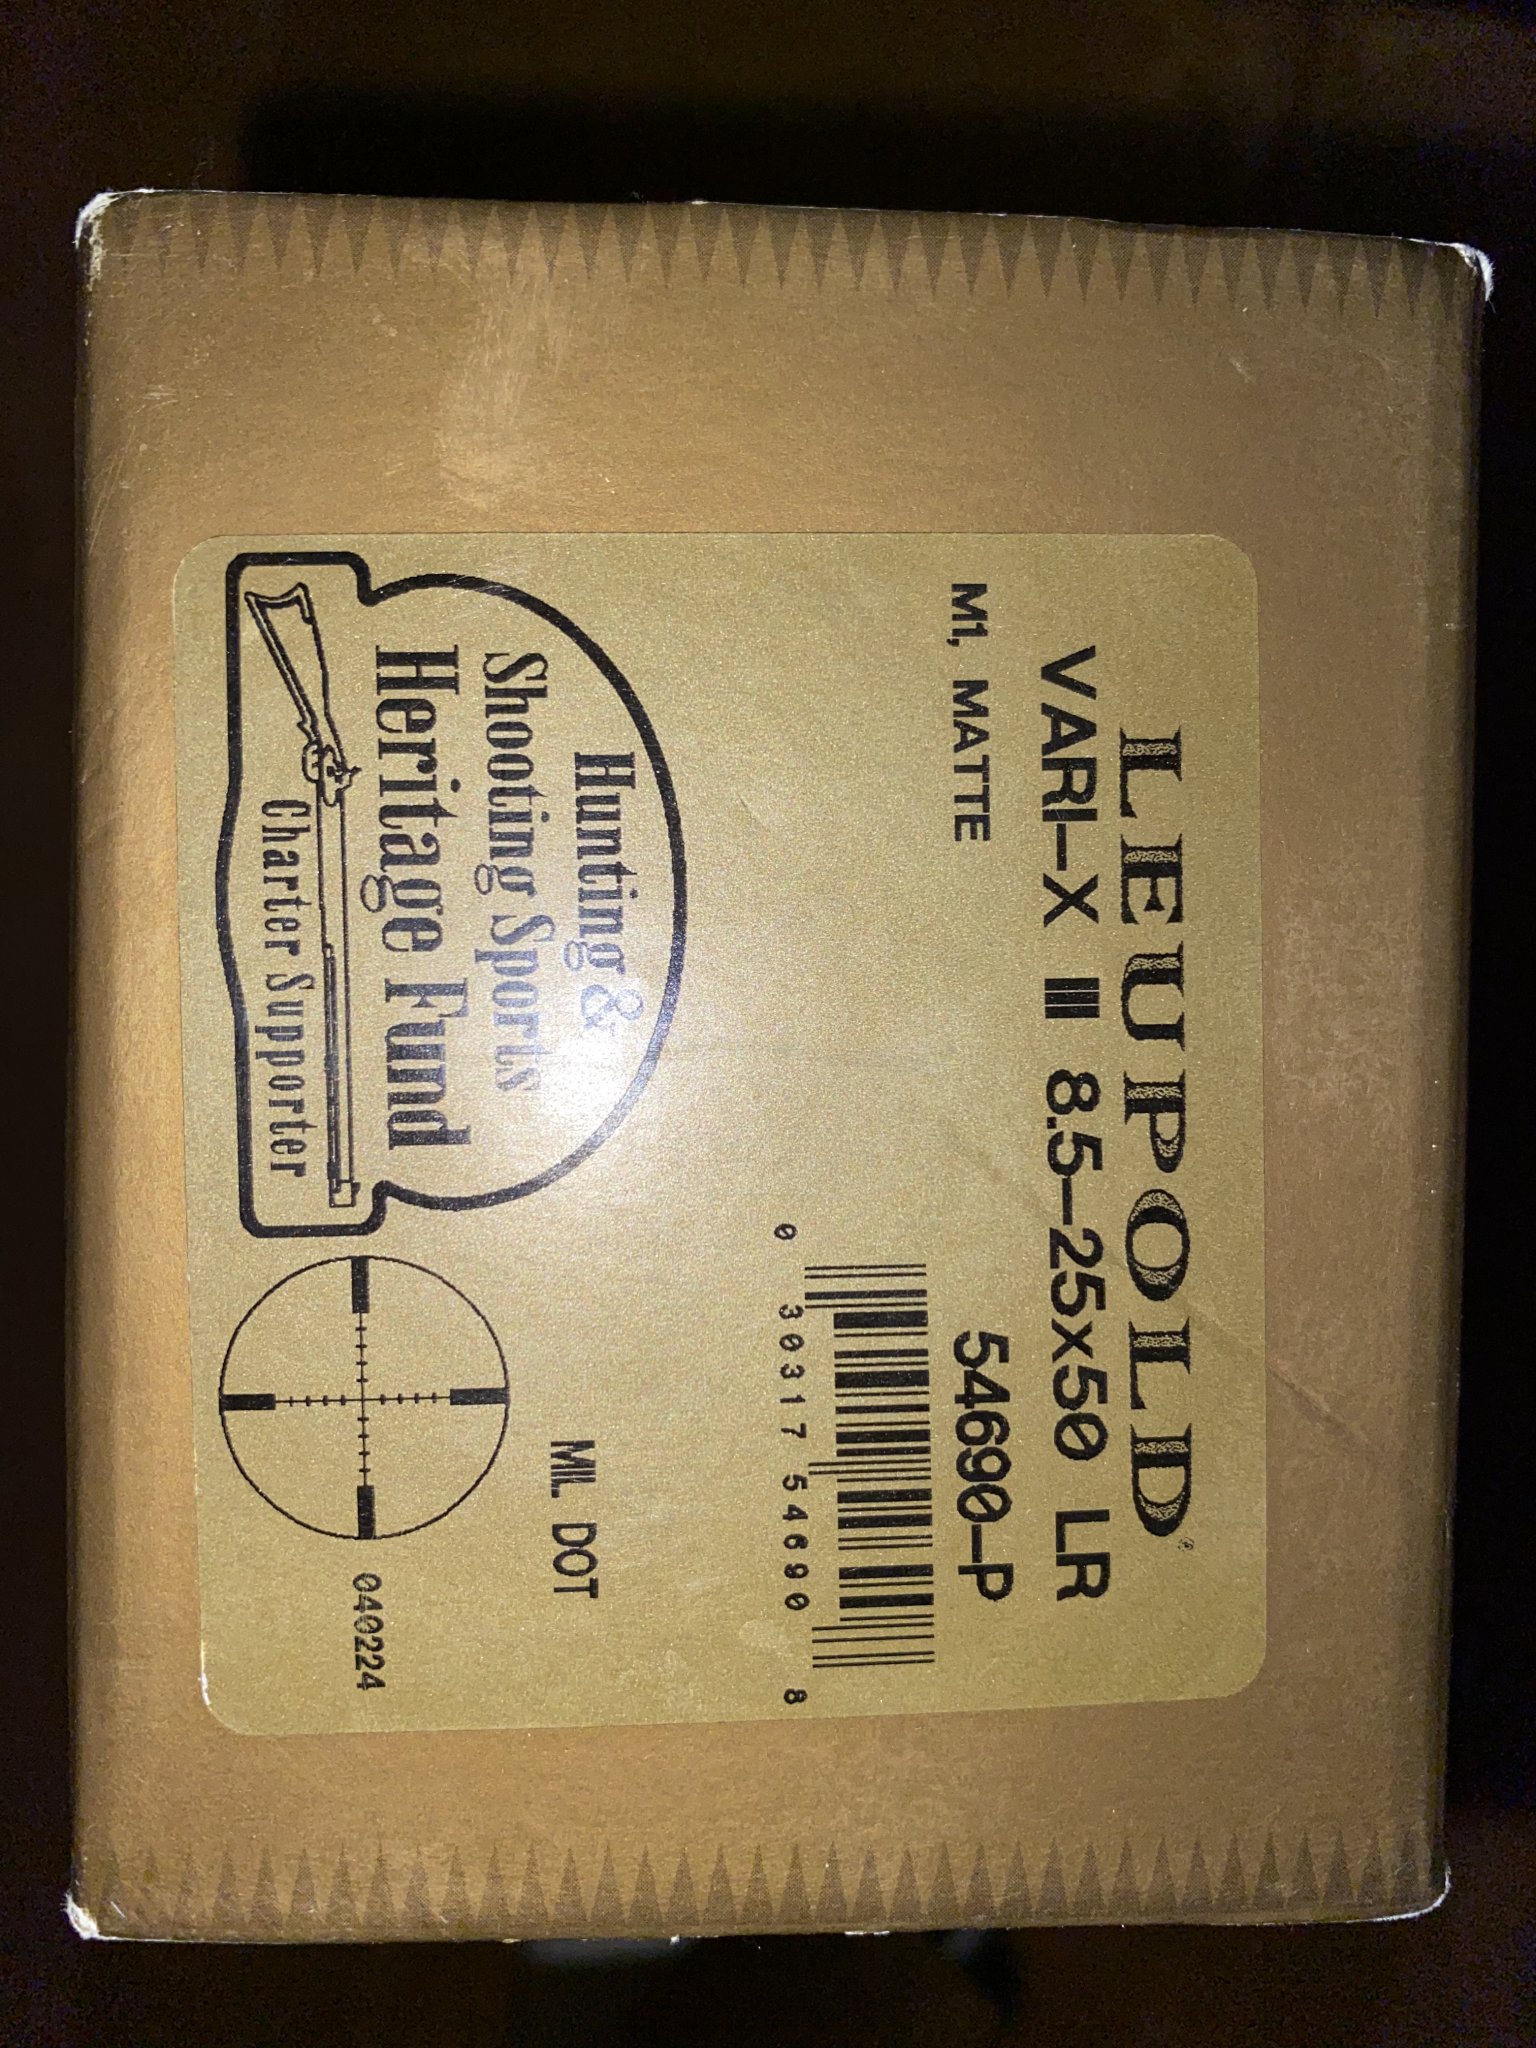 LEUPOLD®
VARI-X III 8.5-25x50 LR
M1, MATTE
54690-P
0 30317 54690 8
Hunting &
Shooting Sports
Heritage Fund
Charter Supporter
MIL DOT
040224